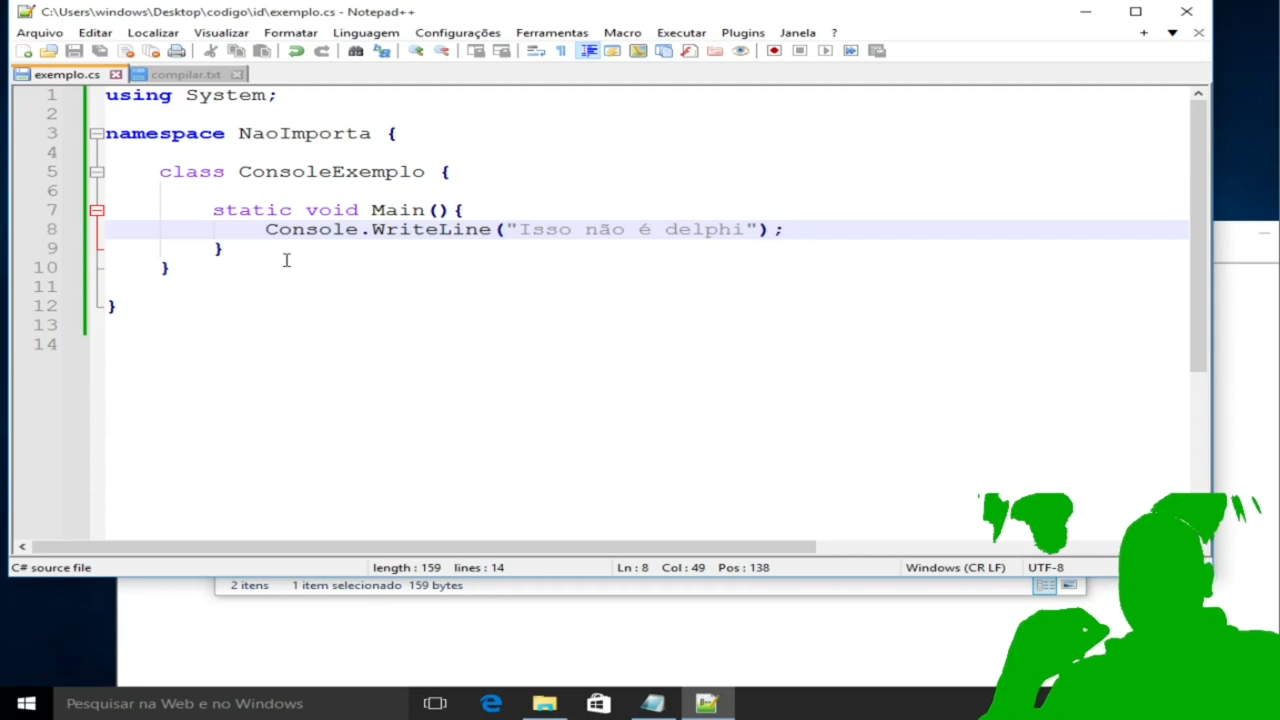 C:\Users\windows\Desktop\codigo\id\exemplo.cs - Notepad++
Arquivo Editar Localizar Visualizar Formatar Linguagem Configurações Ferramentas Macro Executar Plugins Janela ?
exemplo.cs compilar.txt
1 using System;
2
3 namespace NaoImporta {
4
5 class ConsoleExemplo {
6
7 static void Main(){
8 Console.WriteLine("Isso não é delphi");
9 }
10 }
11
12 }
13
14
C# source file length : 159 lines : 14 Ln : 8 Col : 49 Pos : 138 Windows (CR LF) UTF-8
2 itens 1 item selecionado 159 bytes
Pesquisar na Web e no Windows